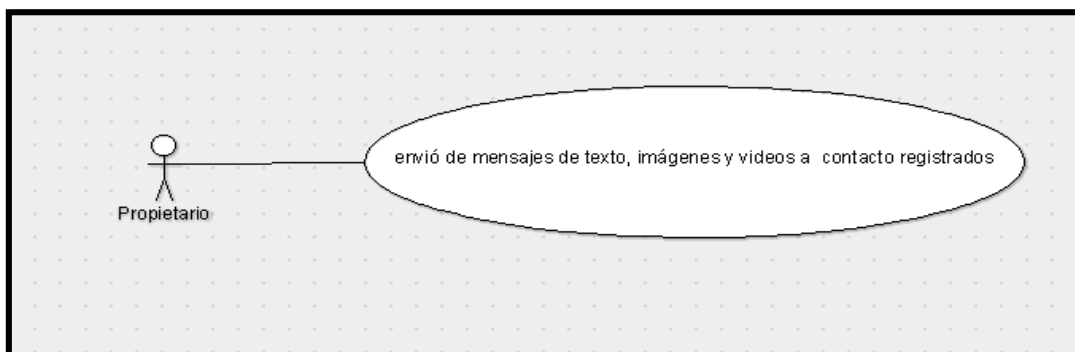 envió de mensajes de texto, imágenes y videos a  contacto registrados
Propietario